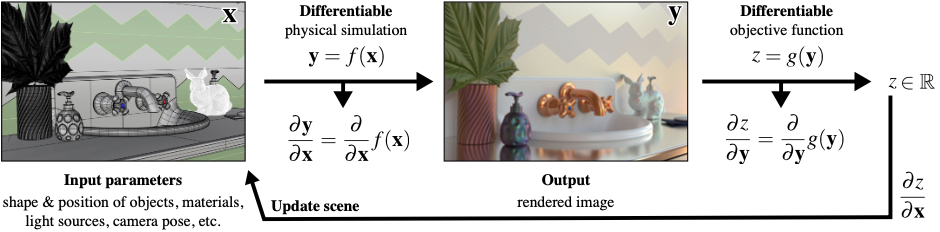 x
Differentiable
physical simulation
y = f(x)
∂y/∂x = ∂/∂x f(x)
y
Differentiable
objective function
z = g(y)
∂z/∂y = ∂/∂y g(y)
z ∈ ℝ
Input parameters
shape & position of objects, materials,
light sources, camera pose, etc.
Output
rendered image
Update scene
∂z/∂x